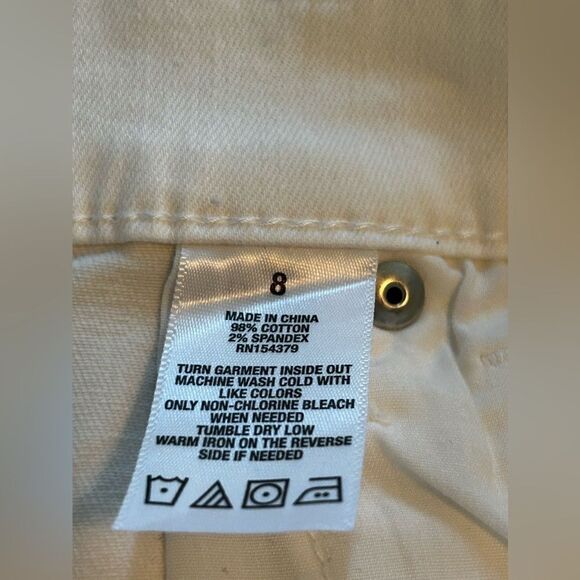 8
MADE IN CHINA
98% COTTON
2% SPANDEX
RN154379
TURN GARMENT INSIDE OUT
MACHINE WASH COLD WITH
LIKE COLORS
ONLY NON-CHLORINE BLEACH
WHEN NEEDED
TUMBLE DRY LOW
WARM IRON ON THE REVERSE
SIDE IF NEEDED